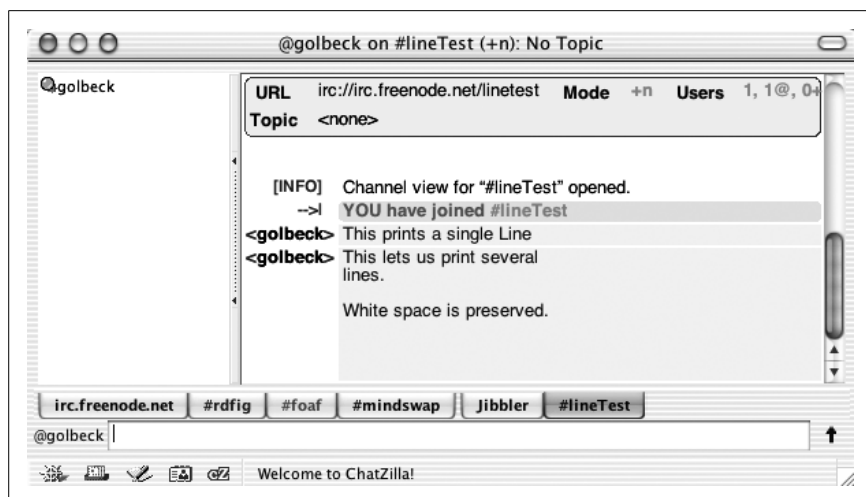 @golbeck on #lineTest (+n): No Topic
golbeck
URL irc://irc.freenode.net/linetest Mode +n Users 1, 1@, 0+
Topic <none>
[INFO] Channel view for “#lineTest” opened.
-->| YOU have joined #lineTest
<golbeck> This prints a single Line
<golbeck> This lets us print several
lines.
White space is preserved.
irc.freenode.net #rdfig #foaf #mindswap Jibbler #lineTest
@golbeck
cZ Welcome to ChatZilla!